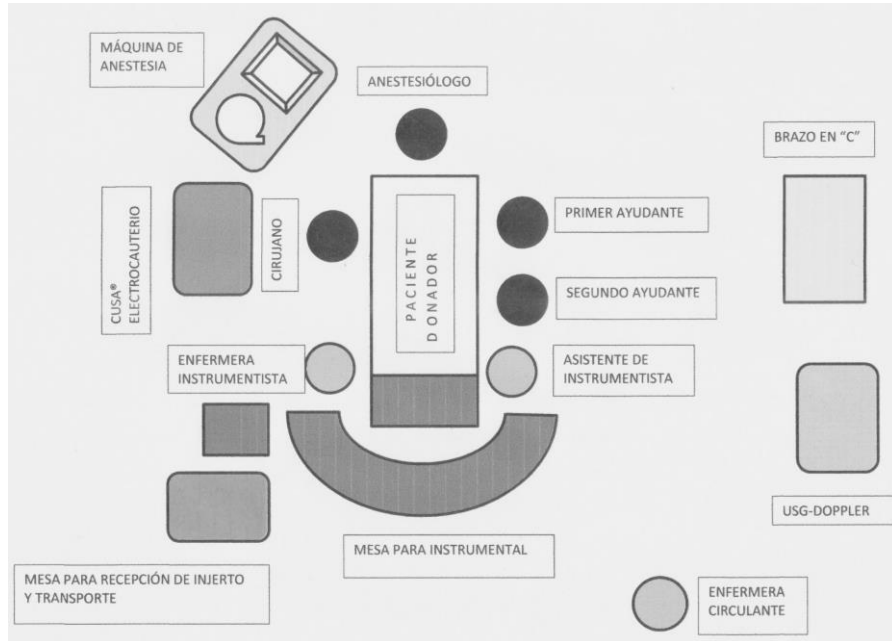 MÁQUINA DE
ANESTESIA
ANESTESIÓLOGO
BRAZO EN "C"
CUSA®
ELECTROCAUTERIO
CIRUJANO
PACIENTE
DONADOR
PRIMER AYUDANTE
SEGUNDO AYUDANTE
ENFERMERA
INSTRUMENTISTA
ASISTENTE DE
INSTRUMENTISTA
USG-DOPPLER
MESA PARA INSTRUMENTAL
MESA PARA RECEPCIÓN DE INJERTO
Y TRANSPORTE
ENFERMERA
CIRCULANTE